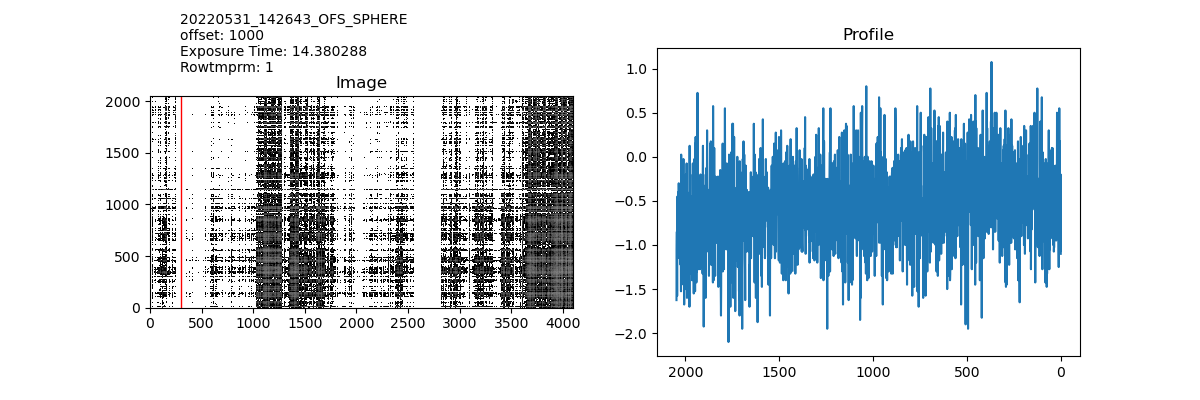 20220531_142643_OFS_SPHERE
offset: 1000
Exposure Time: 14.380288
Rowtmprm: 1
Image
2000
1500
1000
500
0
0 500 1000 1500 2000 2500 3000 3500 4000
Profile
1.0
0.5
0.0
−0.5
−1.0
−1.5
−2.0
2000 1500 1000 500 0